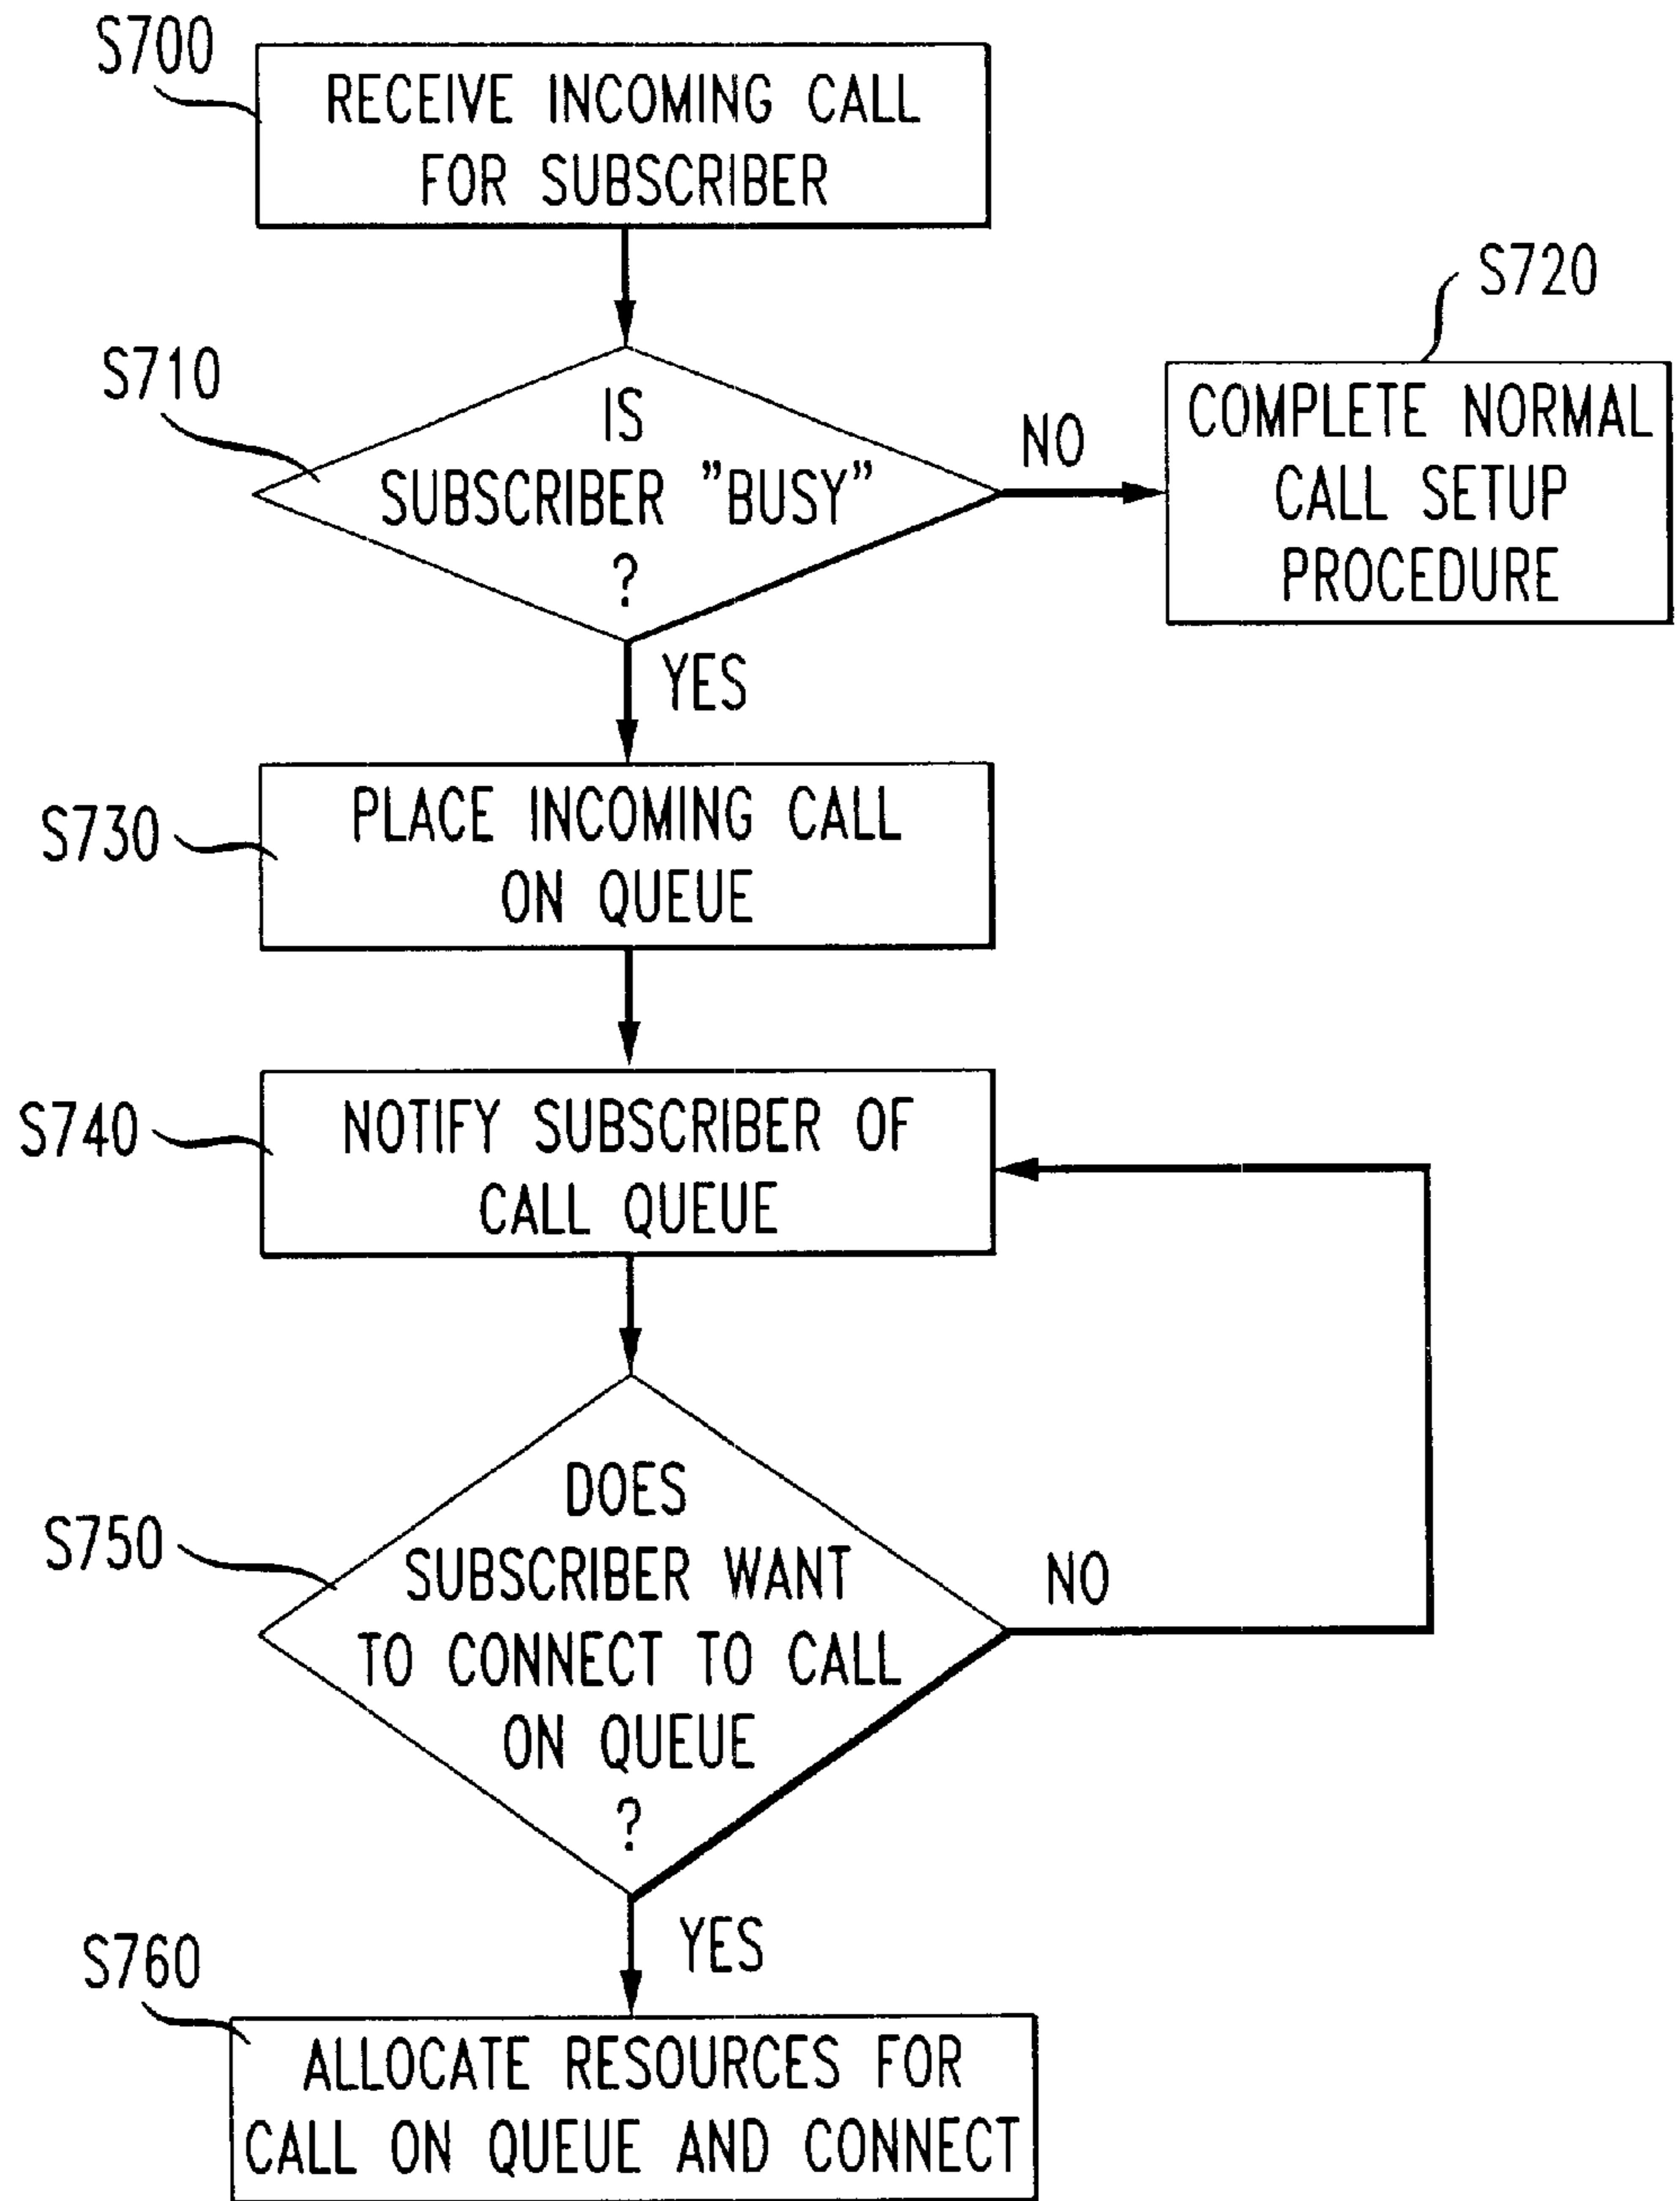 S700
RECEIVE INCOMING CALL
FOR SUBSCRIBER
S710
IS
SUBSCRIBER "BUSY"
?
NO
S720
COMPLETE NORMAL
CALL SETUP
PROCEDURE
YES
S730
PLACE INCOMING CALL
ON QUEUE
S740
NOTIFY SUBSCRIBER OF
CALL QUEUE
S750
DOES
SUBSCRIBER WANT
TO CONNECT TO CALL
ON QUEUE
?
NO
YES
S760
ALLOCATE RESOURCES FOR
CALL ON QUEUE AND CONNECT